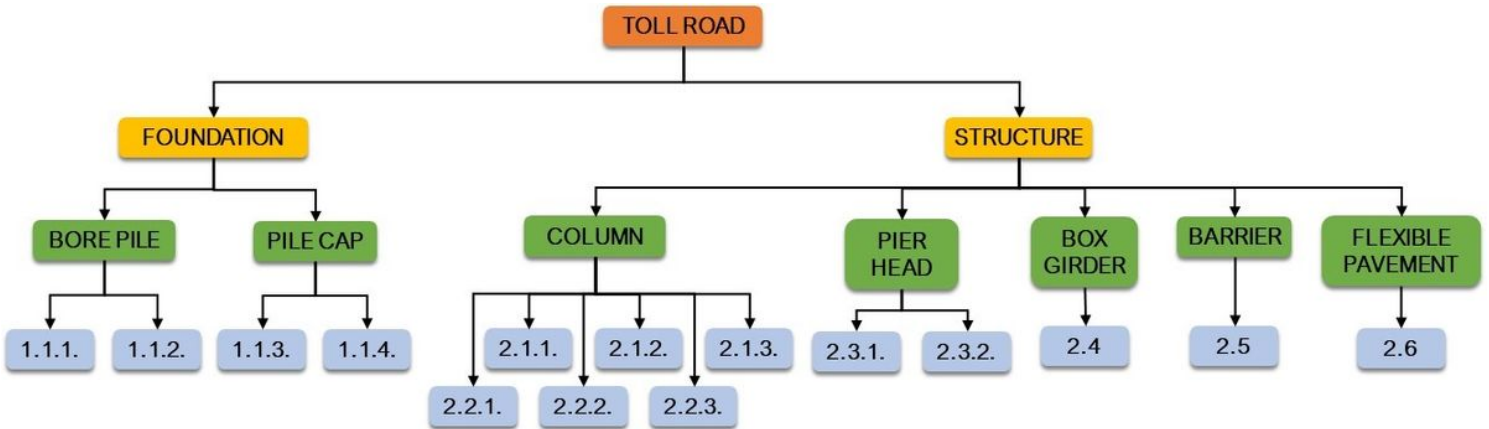 TOLL ROAD
FOUNDATION
STRUCTURE
BORE PILE
PILE CAP
COLUMN
PIER
HEAD
BOX
GIRDER
BARRIER
FLEXIBLE
PAVEMENT
1.1.1.
1.1.2.
1.1.3.
1.1.4.
2.1.1.
2.1.2.
2.1.3.
2.3.1.
2.3.2.
2.4
2.5
2.6
2.2.1.
2.2.2.
2.2.3.